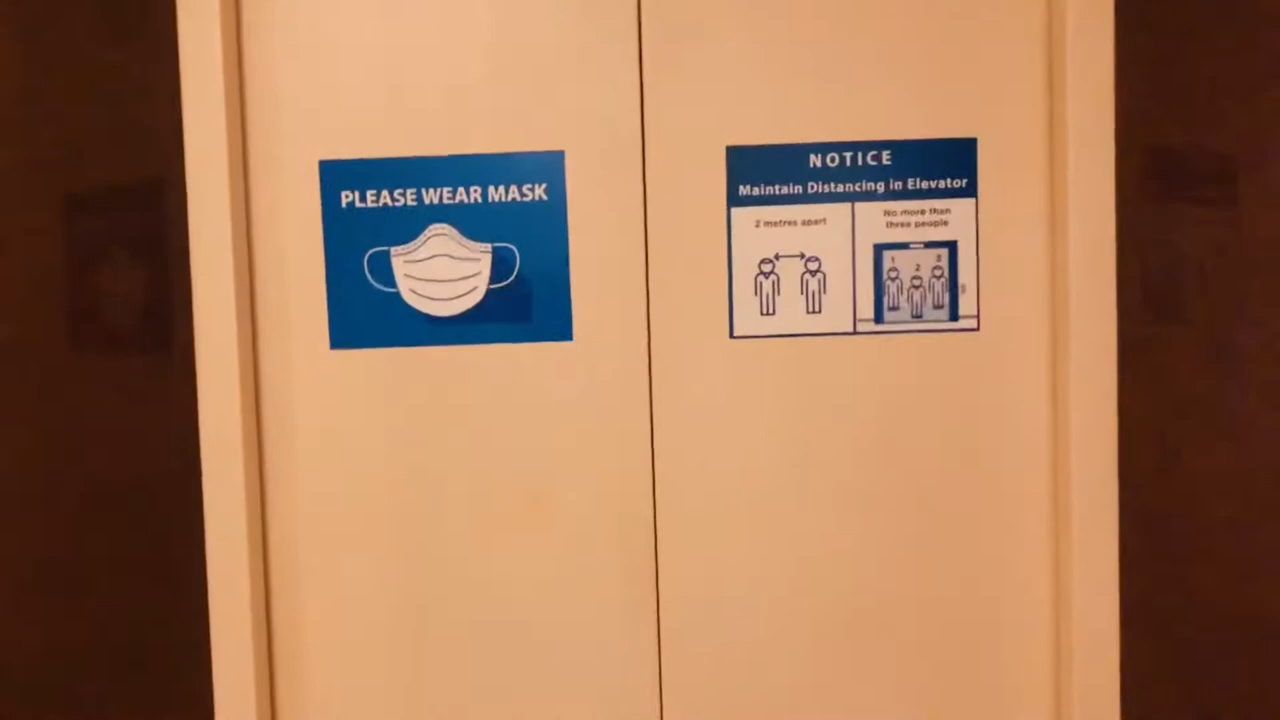 PLEASE WEAR MASK
NOTICE
Maintain Distancing in Elevator
2 metres apart
No more than
three people
1 2 3
3